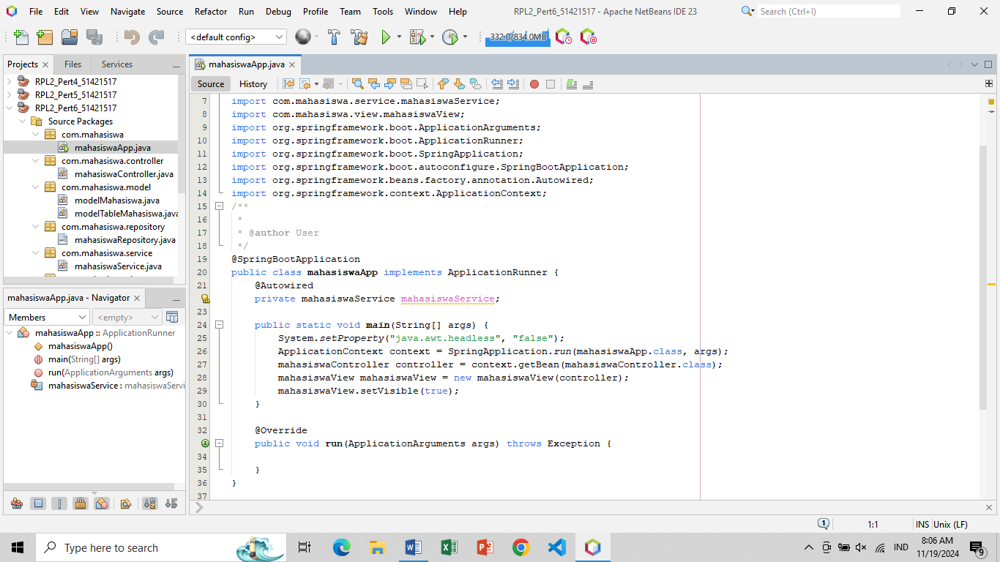 File Edit View Navigate Source Refactor Run Debug Profile Team Tools Window Help RPL2_Pert6_51421517 - Apache NetBeans IDE 23 Search (Ctrl+I)
<default config> 332.0/834.0MB
Projects Files Services
RPL2_Pert4_51421517
RPL2_Pert5_51421517
RPL2_Pert6_51421517
Source Packages
com.mahasiswa
mahasiswaApp.java
com.mahasiswa.controller
mahasiswaController.java
com.mahasiswa.model
modelMahasiswa.java
modelTableMahasiswa.java
com.mahasiswa.repository
mahasiswaRepository.java
com.mahasiswa.service
mahasiswaService.java
mahasiswaApp.java - Navigator
Members <empty>
mahasiswaApp :: ApplicationRunner
mahasiswaApp()
main(String[] args)
run(ApplicationArguments args)
mahasiswaService : mahasiswaServi
mahasiswaApp.java
Source History
7 import com.mahasiswa.service.mahasiswaService;
8 import com.mahasiswa.view.mahasiswaView;
9 import org.springframework.boot.ApplicationArguments;
10 import org.springframework.boot.ApplicationRunner;
11 import org.springframework.boot.SpringApplication;
12 import org.springframework.boot.autoconfigure.SpringBootApplication;
13 import org.springframework.beans.factory.annotation.Autowired;
14 import org.springframework.context.ApplicationContext;
15 /**
16 *
17 * @author User
18 */
19 @SpringBootApplication
20 public class mahasiswaApp implements ApplicationRunner {
21 @Autowired
private mahasiswaService mahasiswaService;
23
24 public static void main(String[] args) {
25 System.setProperty("java.awt.headless", "false");
26 ApplicationContext context = SpringApplication.run(mahasiswaApp.class, args);
27 mahasiswaController controller = context.getBean(mahasiswaController.class);
28 mahasiswaView mahasiswaView = new mahasiswaView(controller);
29 mahasiswaView.setVisible(true);
30 }
31
32 @Override
public void run(ApplicationArguments args) throws Exception {
34
35 }
36 }
37
1 1:1 INS Unix (LF)
Type here to search IND 8:06 AM
11/19/2024 9